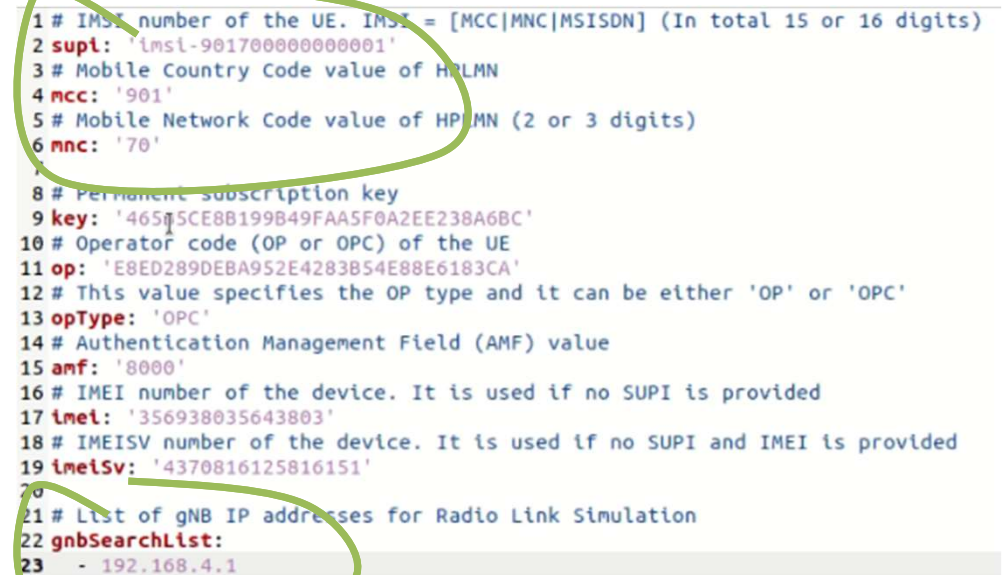 1 # IMSI number of the UE. IMSI = [MCC|MNC|MSISDN] (In total 15 or 16 digits)
2 supi: 'imsi-901700000000001'
3 # Mobile Country Code value of HPLMN
4 mcc: '901'
5 # Mobile Network Code value of HPLMN (2 or 3 digits)
6 mnc: '70'
7
8 # Permanent subscription key
9 key:
10 # Operator code (OP or OPC) of the UE
11 op: 'E8ED289DEBA952E4283B54E88E6183CA'
12 # This value specifies the OP type and it can be either 'OP' or 'OPC'
13 opType: 'OPC'
14 # Authentication Management Field (AMF) value
15 amf: '8000'
16 # IMEI number of the device. It is used if no SUPI is provided
17 imei: '356938035643803'
18 # IMEISV number of the device. It is used if no SUPI and IMEI is provided
19 imeiSv: '4370816125816151'
20
21 # List of gNB IP addresses for Radio Link Simulation
22 gnbSearchList:
23 - 192.168.4.1